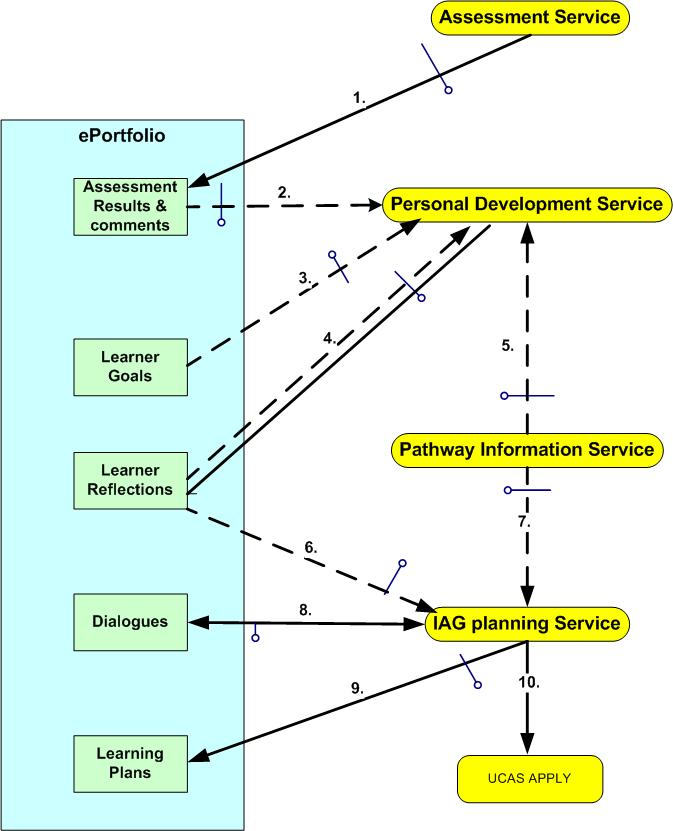 Assessment Service
1.
ePortfolio
Assessment
Results &
comments
2.
Personal Development Service
3.
4.
Learner
Goals
5.
Learner
Reflections
Pathway Information Service
6.
7.
Dialogues
8.
IAG planning Service
9.
10.
Learning
Plans
UCAS APPLY